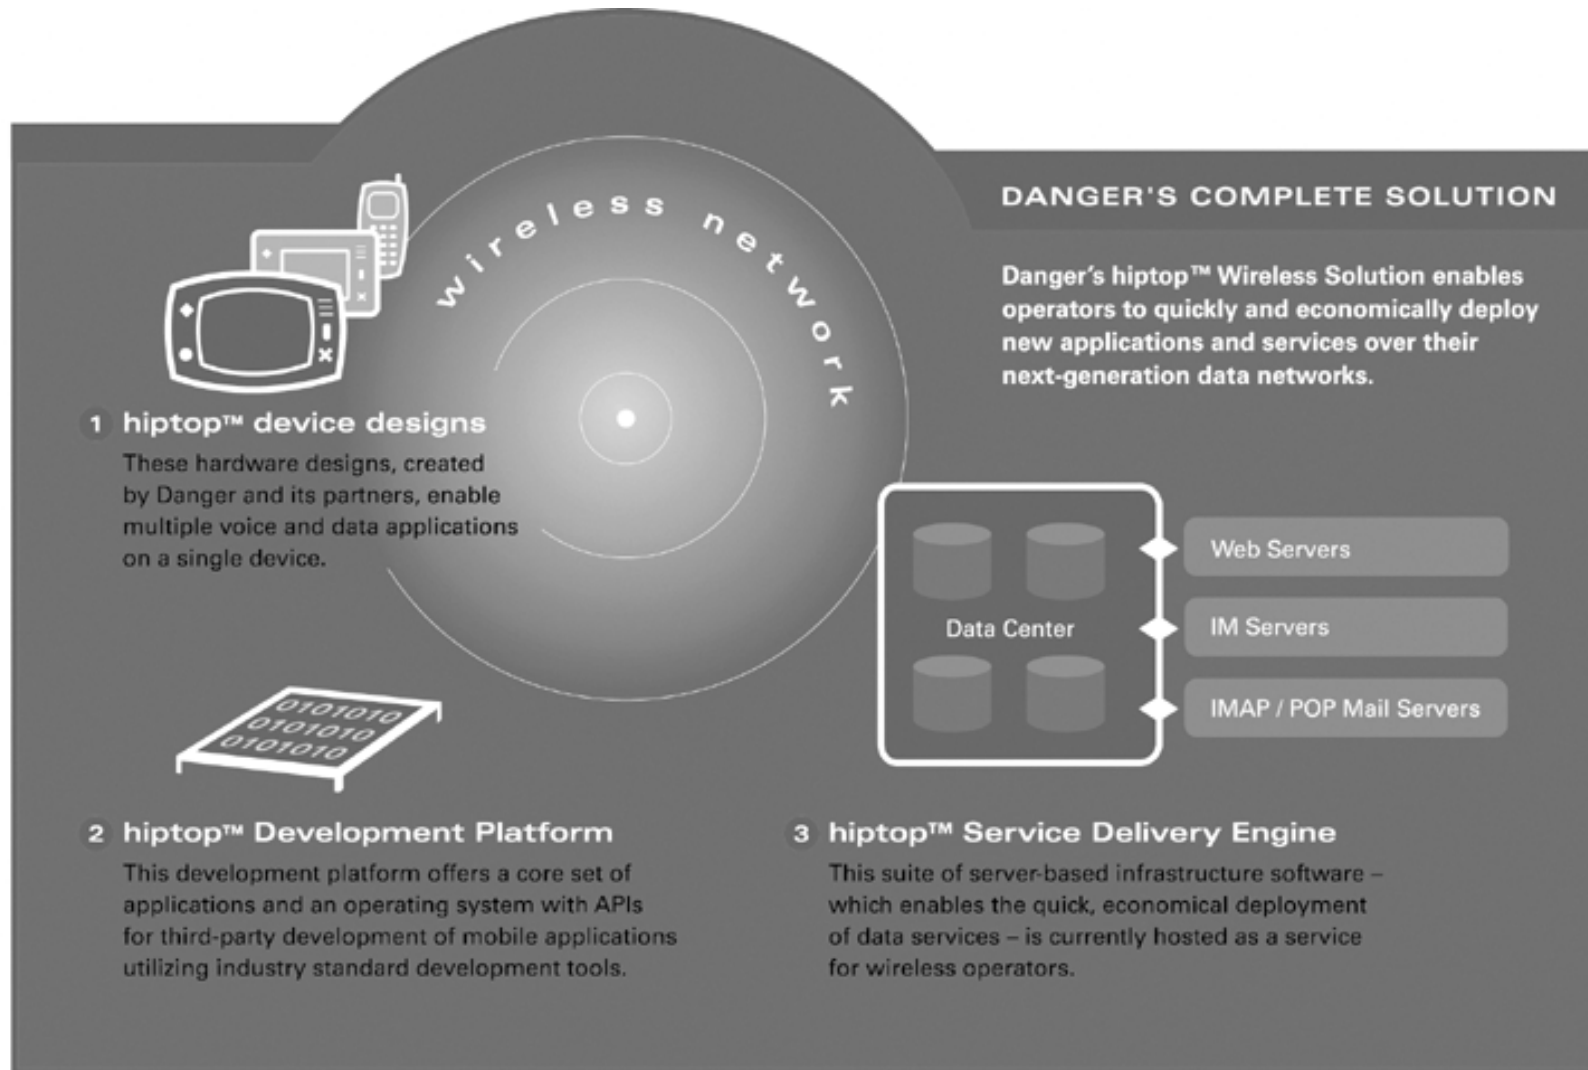 wireless network
DANGER'S COMPLETE SOLUTION
Danger's hiptop™ Wireless Solution enables
operators to quickly and economically deploy
new applications and services over their
next-generation data networks.
1 hiptop™ device designs
These hardware designs, created
by Danger and its partners, enable
multiple voice and data applications
on a single device.
Data Center
Web Servers
IM Servers
IMAP / POP Mail Servers
0101010
0101010
0101010
2 hiptop™ Development Platform
This development platform offers a core set of
applications and an operating system with APIs
for third-party development of mobile applications
utilizing industry standard development tools.
3 hiptop™ Service Delivery Engine
This suite of server-based infrastructure software –
which enables the quick, economical deployment
of data services – is currently hosted as a service
for wireless operators.